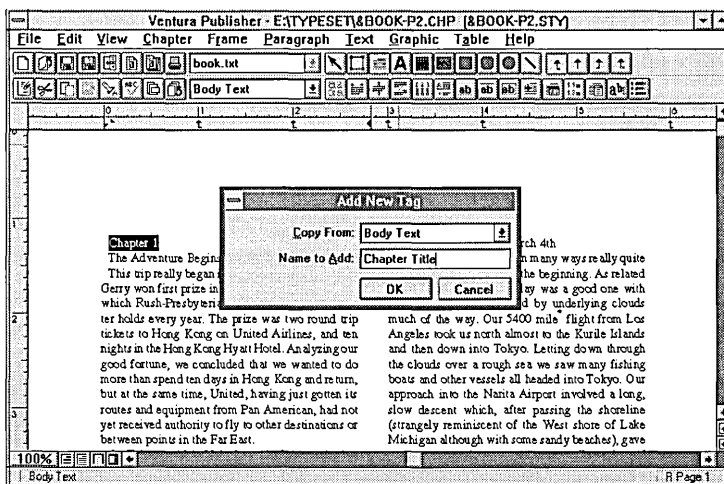 Ventura Publisher - E:\TYPESET\&BOOK-P2.CHP [&BOOK-P2.STY]
File Edit View Chapter Frame Paragraph Text Graphic Table Help
book.txt
Body Text
0 1 2 3 4 5 6
Add New Tag
Copy From: Body Text
Name to Add: Chapter Title
OK Cancel
Chapter 1
The Adventure Begins
This trip really began
Gerry won first prize in
which Rush-Presbyteri
ter holds every year. The prize was two round trip
tickets to Hong Kong on United Airlines, and ten
nights in the Hong Kong Hyatt Hotel. Analyzing our
good fortune, we concluded that we wanted to do
more than spend ten days in Hong Kong and return,
but at the same time, United, having just gotten its
routes and equipment from Pan American, had not
yet received authority to fly to other destinations or
between points in the Far East.
rch 4th
n many ways really quite
the beginning. As related
ay was a good one with
d by underlying clouds
much of the way. Our 5400 mile flight from Los
Angeles took us north almost to the Kurile Islands
and then down into Tokyo. Letting down through
the clouds over a rough sea we saw many fishing
boats and other vessels all headed into Tokyo. Our
approach into the Narita Airport involved a long,
slow descent which, after passing the shoreline
(strangely reminiscent of the West shore of Lake
Michigan although with some sandy beaches), gave
100%
Body Text
R Page 1